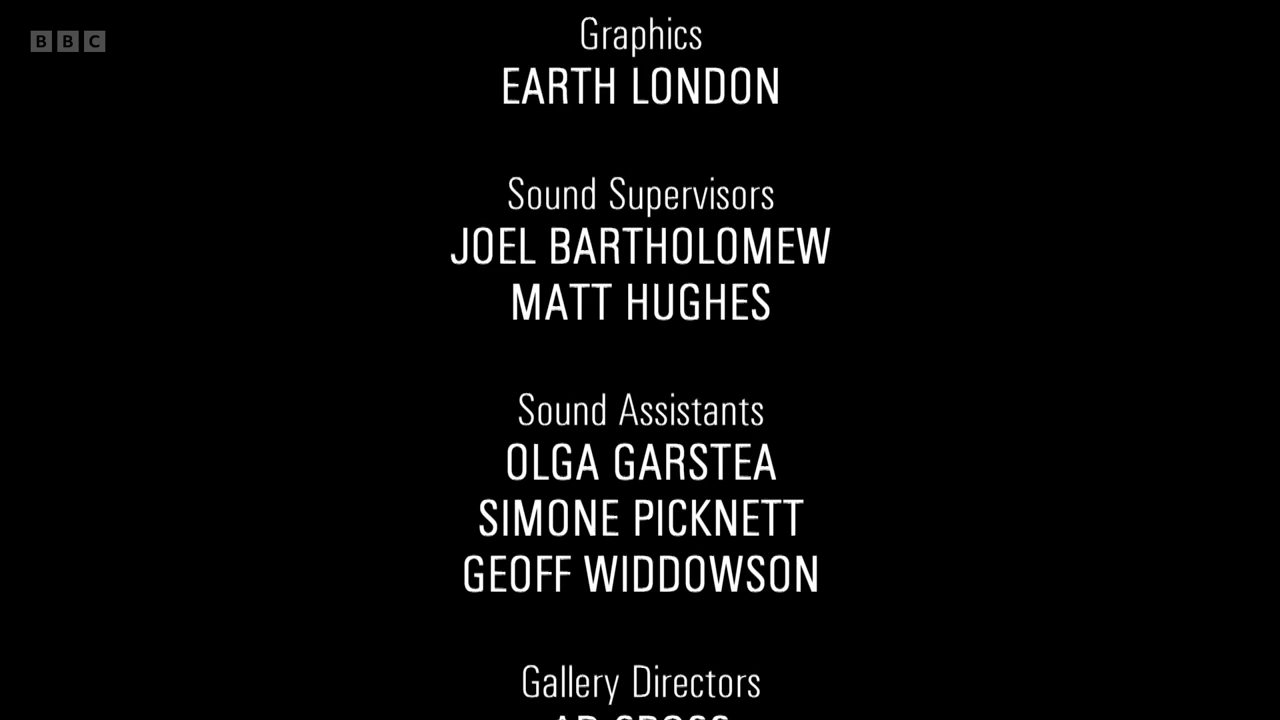 BBC
Graphics
EARTH LONDON
Sound Supervisors
JOEL BARTHOLOMEW
MATT HUGHES
Sound Assistants
OLGA GARSTEA
SIMONE PICKNETT
GEOFF WIDDOWSON
Gallery Directors